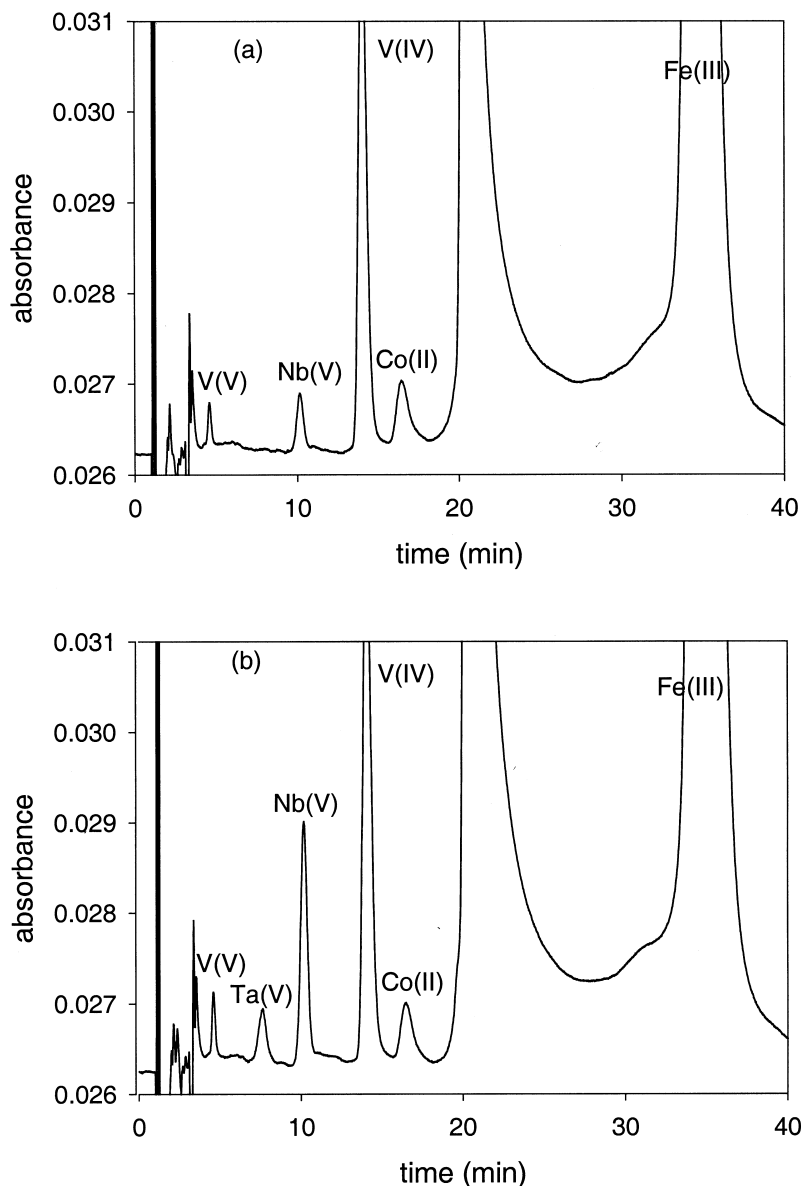 0.031
(a)
V(IV)
Fe(III)
0.030
0.029
absorbance
0.028
V(V)
Nb(V)
Co(II)
0.027
0.026
0
10
20
30
40
time (min)
0.031
(b)
V(IV)
Fe(III)
0.030
Nb(V)
0.029
absorbance
0.028
V(V)
Ta(V)
Co(II)
0.027
0.026
0
10
20
30
40
time (min)